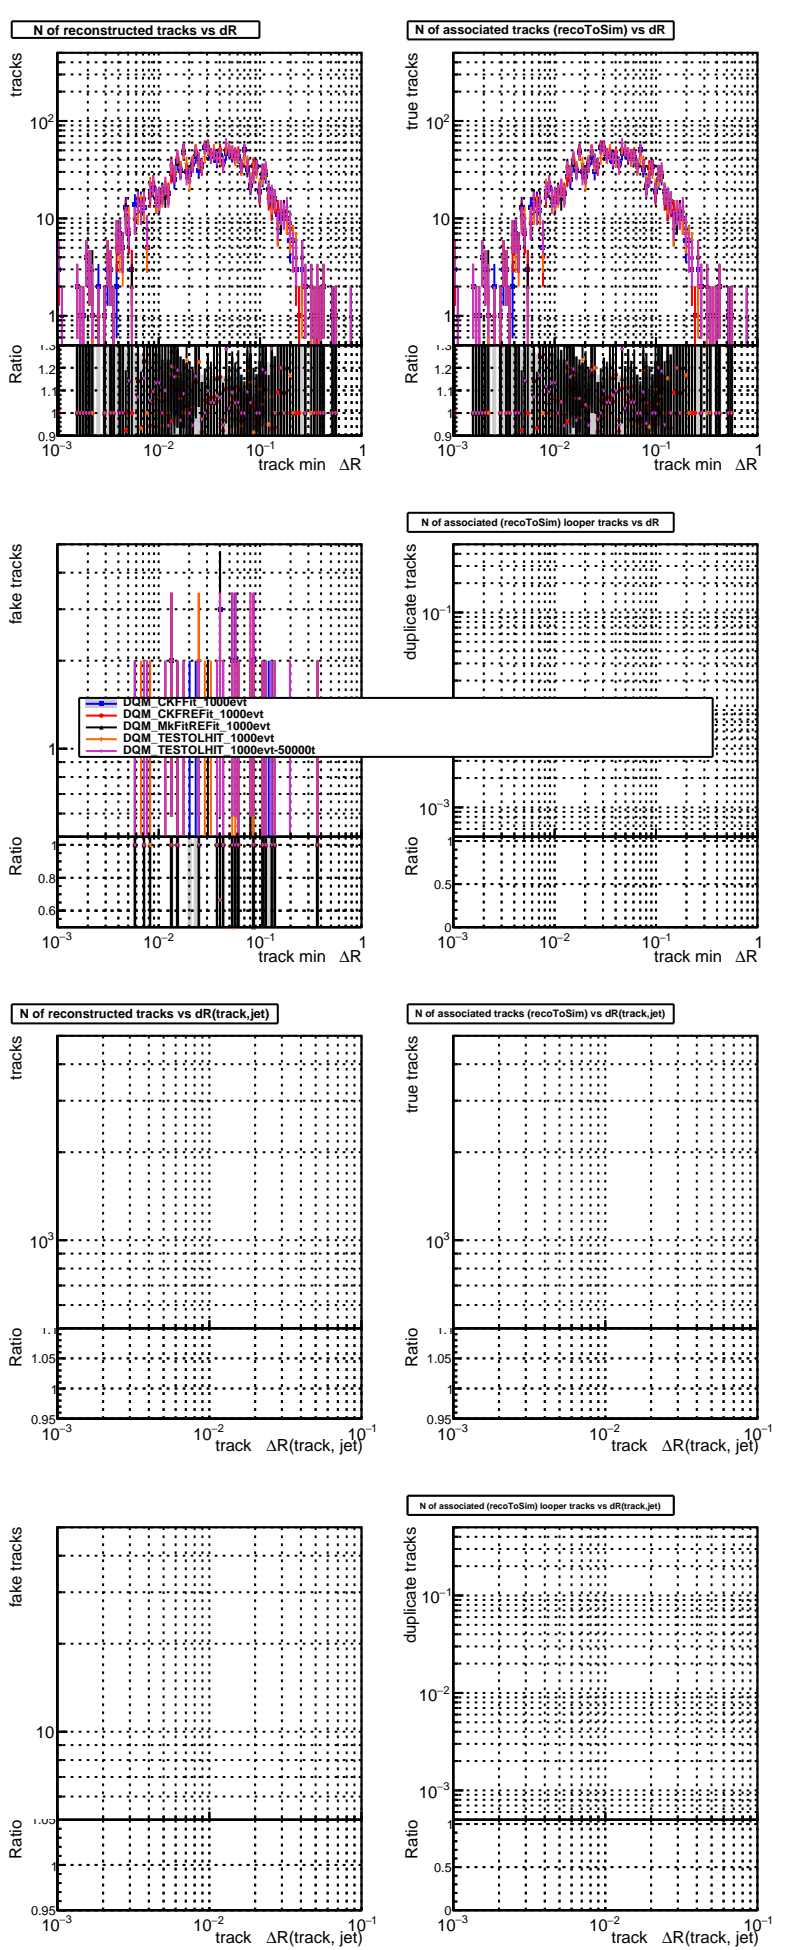 N of reconstructed tracks vs dR
N of associated tracks (recoToSim) vs dR
tracks
10²
10
1
Ratio
1.3
1.2
1.1
1
0.9
10⁻³
10⁻²
10⁻¹
1
track min ΔR
true tracks
10²
10
1
Ratio
1.3
1.2
1.1
1
0.9
10⁻³
10⁻²
10⁻¹
1
track min ΔR
N of associated (recoToSim) looper tracks vs dR
fake tracks
1
Ratio
1
0.8
0.6
10⁻³
10⁻²
10⁻¹
1
track min ΔR
duplicate tracks
10⁻¹
10⁻³
Ratio
1
0.5
0
10⁻³
10⁻²
10⁻¹
1
track min ΔR
DQM_CKFFit_1000evt
DQM_CKFREFit_1000evt
DQM_MkFitREFit_1000evt
DQM_TESTOLHIT_1000evt
DQM_TESTOLHIT_1000evt-50000t
N of reconstructed tracks vs dR(track,jet)
N of associated tracks (recoToSim) vs dR(track,jet)
tracks
10³
Ratio
1.1
1.05
1
0.95
10⁻³
10⁻²
10⁻¹
track ΔR(track, jet)
true tracks
10³
Ratio
1.1
1.05
1
0.95
10⁻³
10⁻²
10⁻¹
track ΔR(track, jet)
N of associated (recoToSim) looper tracks vs dR(track,jet)
fake tracks
10
Ratio
1.05
1
0.95
10⁻³
10⁻²
10⁻¹
track ΔR(track, jet)
duplicate tracks
10⁻¹
10⁻²
10⁻³
Ratio
1
0.5
0
10⁻³
10⁻²
10⁻¹
track ΔR(track, jet)